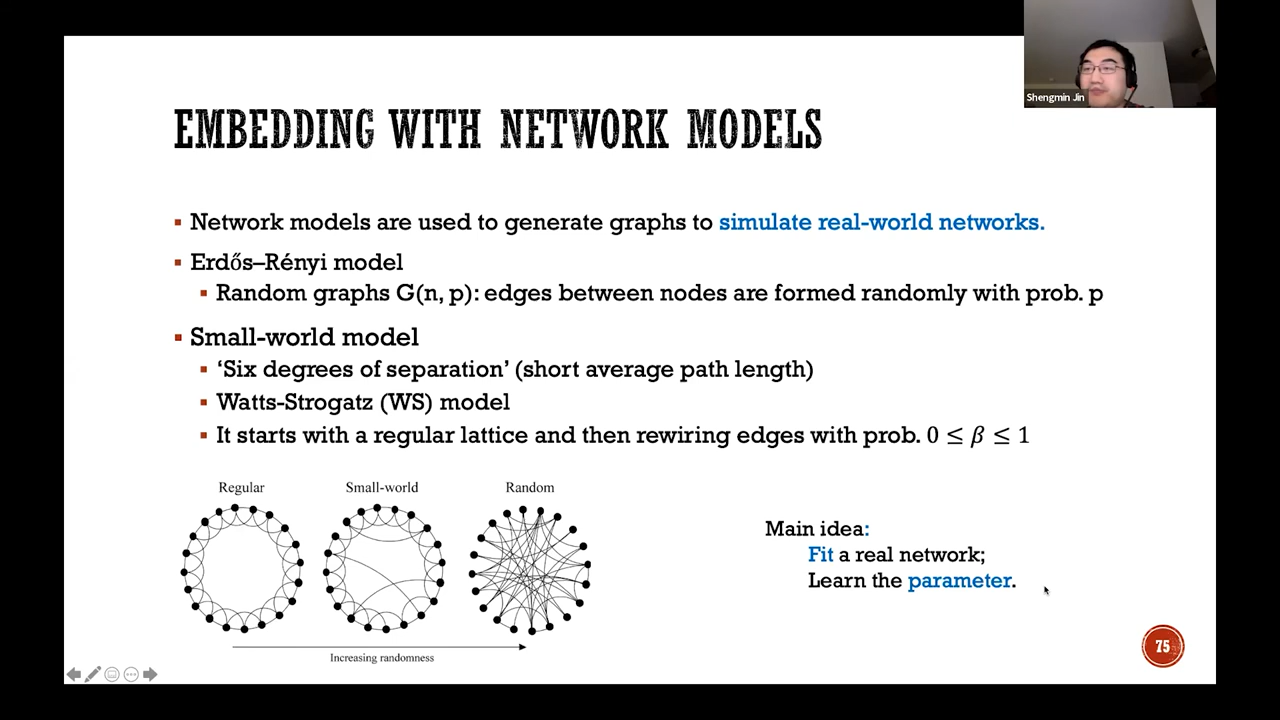 Shengmin Jin
EMBEDDING WITH NETWORK MODELS
▪ Network models are used to generate graphs to simulate real-world networks.
▪ Erdős–Rényi model
▪ Random graphs G(n, p): edges between nodes are formed randomly with prob. p
▪ Small-world model
▪ ‘Six degrees of separation’ (short average path length)
▪ Watts-Strogatz (WS) model
▪ It starts with a regular lattice and then rewiring edges with prob. 0 ≤ β ≤ 1
Regular Small-world Random
Increasing randomness
Main idea:
Fit a real network;
Learn the parameter.
75